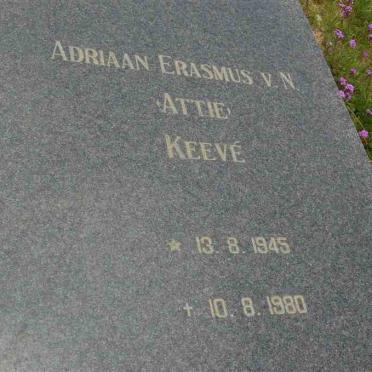 ADRIAAN ERASMUS V. N.
‹ATTIE›
KEEVÉ
★ 13. 8. 1945
✝ 10. 8. 1980